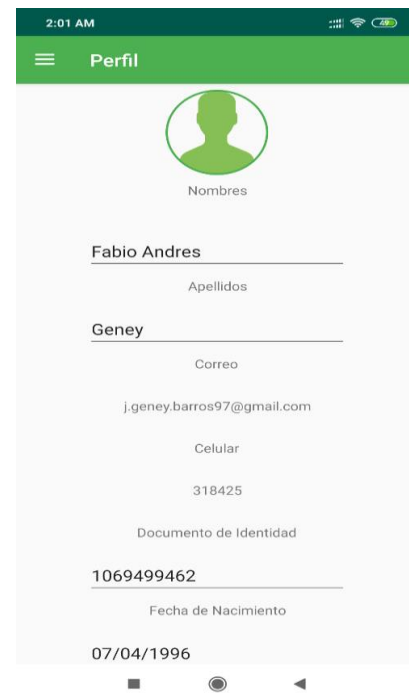 2:01 AM
49
Perfil
Nombres
Fabio Andres
Apellidos
Geney
Correo
j.geney.barros97@gmail.com
Celular
318425
Documento de Identidad
1069499462
Fecha de Nacimiento
07/04/1996